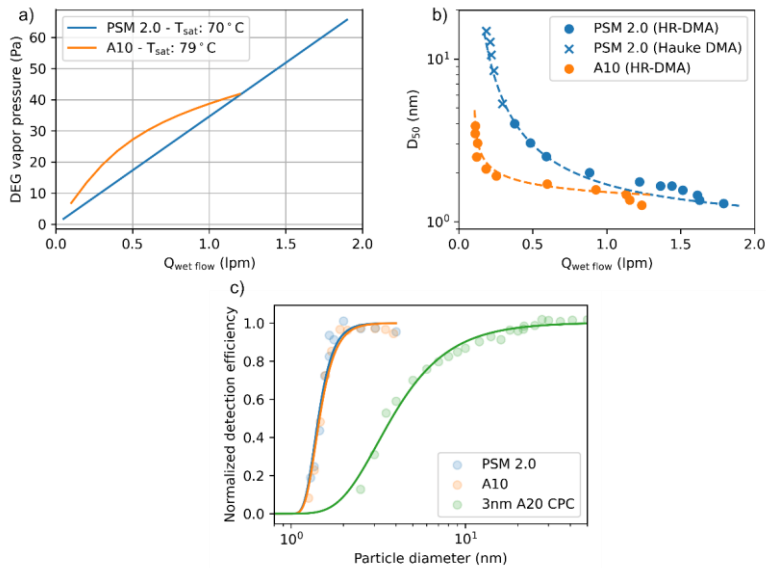 a)
DEG vapor pressure (Pa)
60
50
40
30
20
10
0
PSM 2.0 - Tsat: 70°C
A10 - Tsat: 79°C
0.0 0.5 1.0 1.5 2.0
Qwet flow (lpm)
b)
D50 (nm)
10¹
10⁰
PSM 2.0 (HR-DMA)
PSM 2.0 (Hauke DMA)
A10 (HR-DMA)
0.0 0.5 1.0 1.5 2.0
Qwet flow (lpm)
c)
Normalized detection efficiency
1.0
0.8
0.6
0.4
0.2
0.0
PSM 2.0
A10
3nm A20 CPC
10⁰ 10¹
Particle diameter (nm)